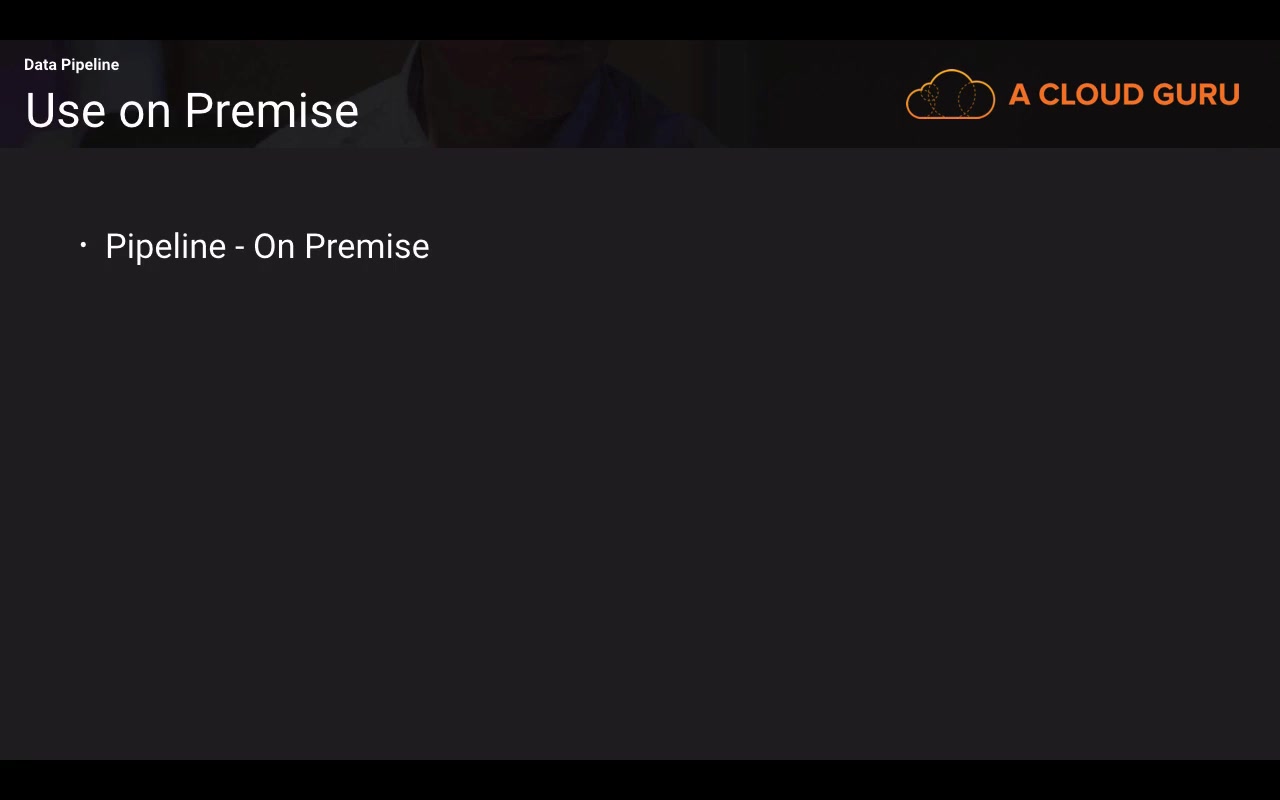 Data Pipeline
Use on Premise
A CLOUD GURU
• Pipeline - On Premise